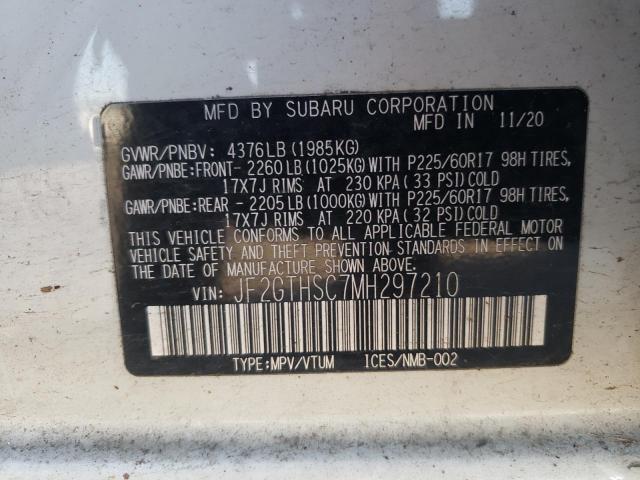 MFD BY SUBARU CORPORATION
MFD IN 11/20
GVWR/PNBV: 4376LB (1985KG)
GAWR/PNBE:FRONT- 2260LB (1025KG)WITH P225/60R17 98H TIRES,
17X7J RIMS AT 230 KPA (33 PSI) COLD
GAWR/PNBE:REAR - 2205LB (1000KG)WITH P225/60R17 98H TIRES,
17X7J RIMS AT 220 KPA (32 PSI) COLD
THIS VEHICLE CONFORMS TO ALL APPLICABLE FEDERAL MOTOR
VEHICLE SAFETY AND THEFT PREVENTION STANDARDS IN EFFECT ON
THE DATE OF MANUFACTURE SHOWN ABOVE.
VIN: JF2GTHSC7MH297210
TYPE:MPV/VTUM ICES/NMB-002